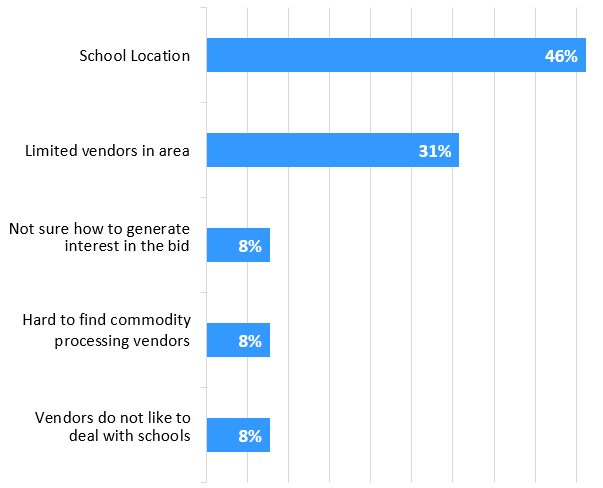 School Location
46%
Limited vendors in area
31%
Not sure how to generate
interest in the bid
8%
Hard to find commodity
processing vendors
8%
Vendors do not like to
deal with schools
8%